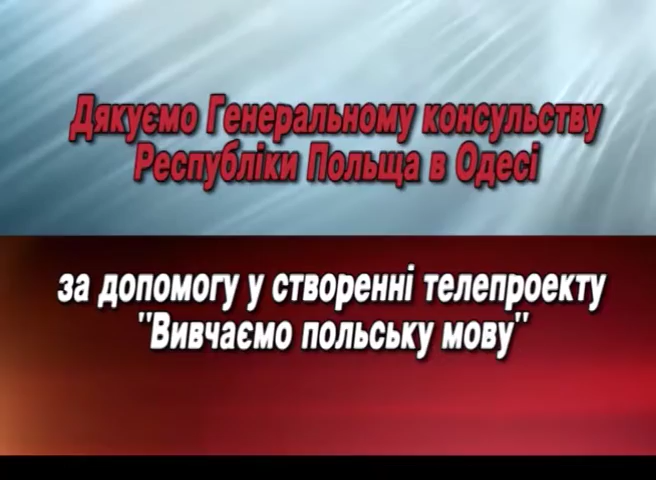 Дякуємо Генеральному консульству
Республіки Польща в Одесі
за допомогу у створенні телепроекту
"Вивчаємо польську мову"